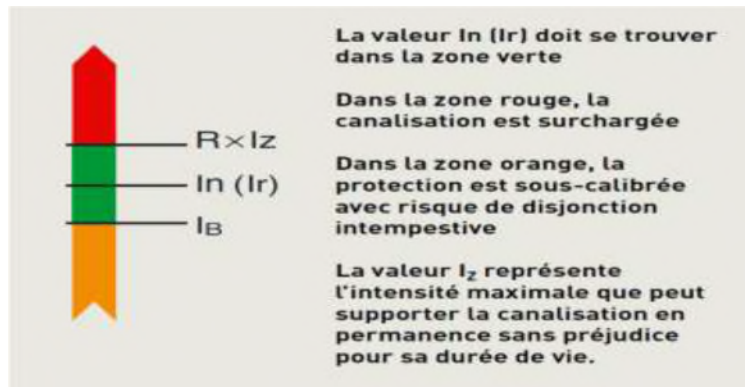 R×Iz
In (Ir)
IB
La valeur In (Ir) doit se trouver
dans la zone verte
Dans la zone rouge, la
canalisation est surchargée
Dans la zone orange, la
protection est sous-calibrée
avec risque de disjonction
intempestive
La valeur Iz représente
l'intensité maximale que peut
supporter la canalisation en
permanence sans préjudice
pour sa durée de vie.